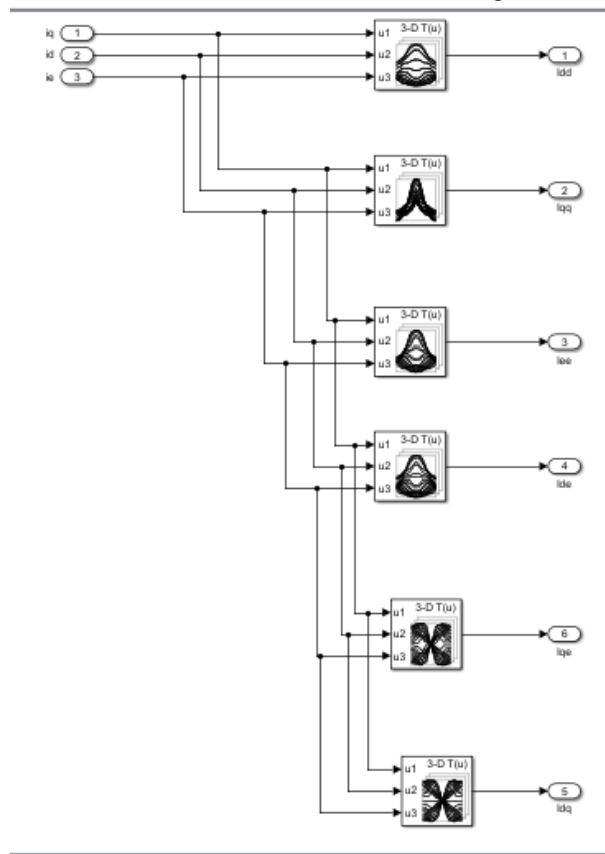 iq 1
id 2
ie 3
3-D T(u)
u1
u2
u3
1
ldd
3-D T(u)
u1
u2
u3
2
lqq
3-D T(u)
u1
u2
u3
3
lee
3-D T(u)
u1
u2
u3
4
lde
3-D T(u)
u1
u2
u3
6
lqe
3-D T(u)
u1
u2
u3
5
ldq